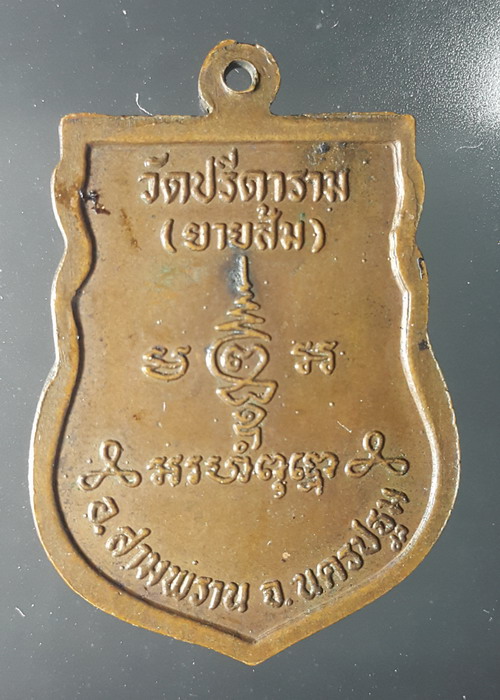 วัดปรีดาราม
(ยายส้ม)
อ.สามพราน จ.นครปฐม